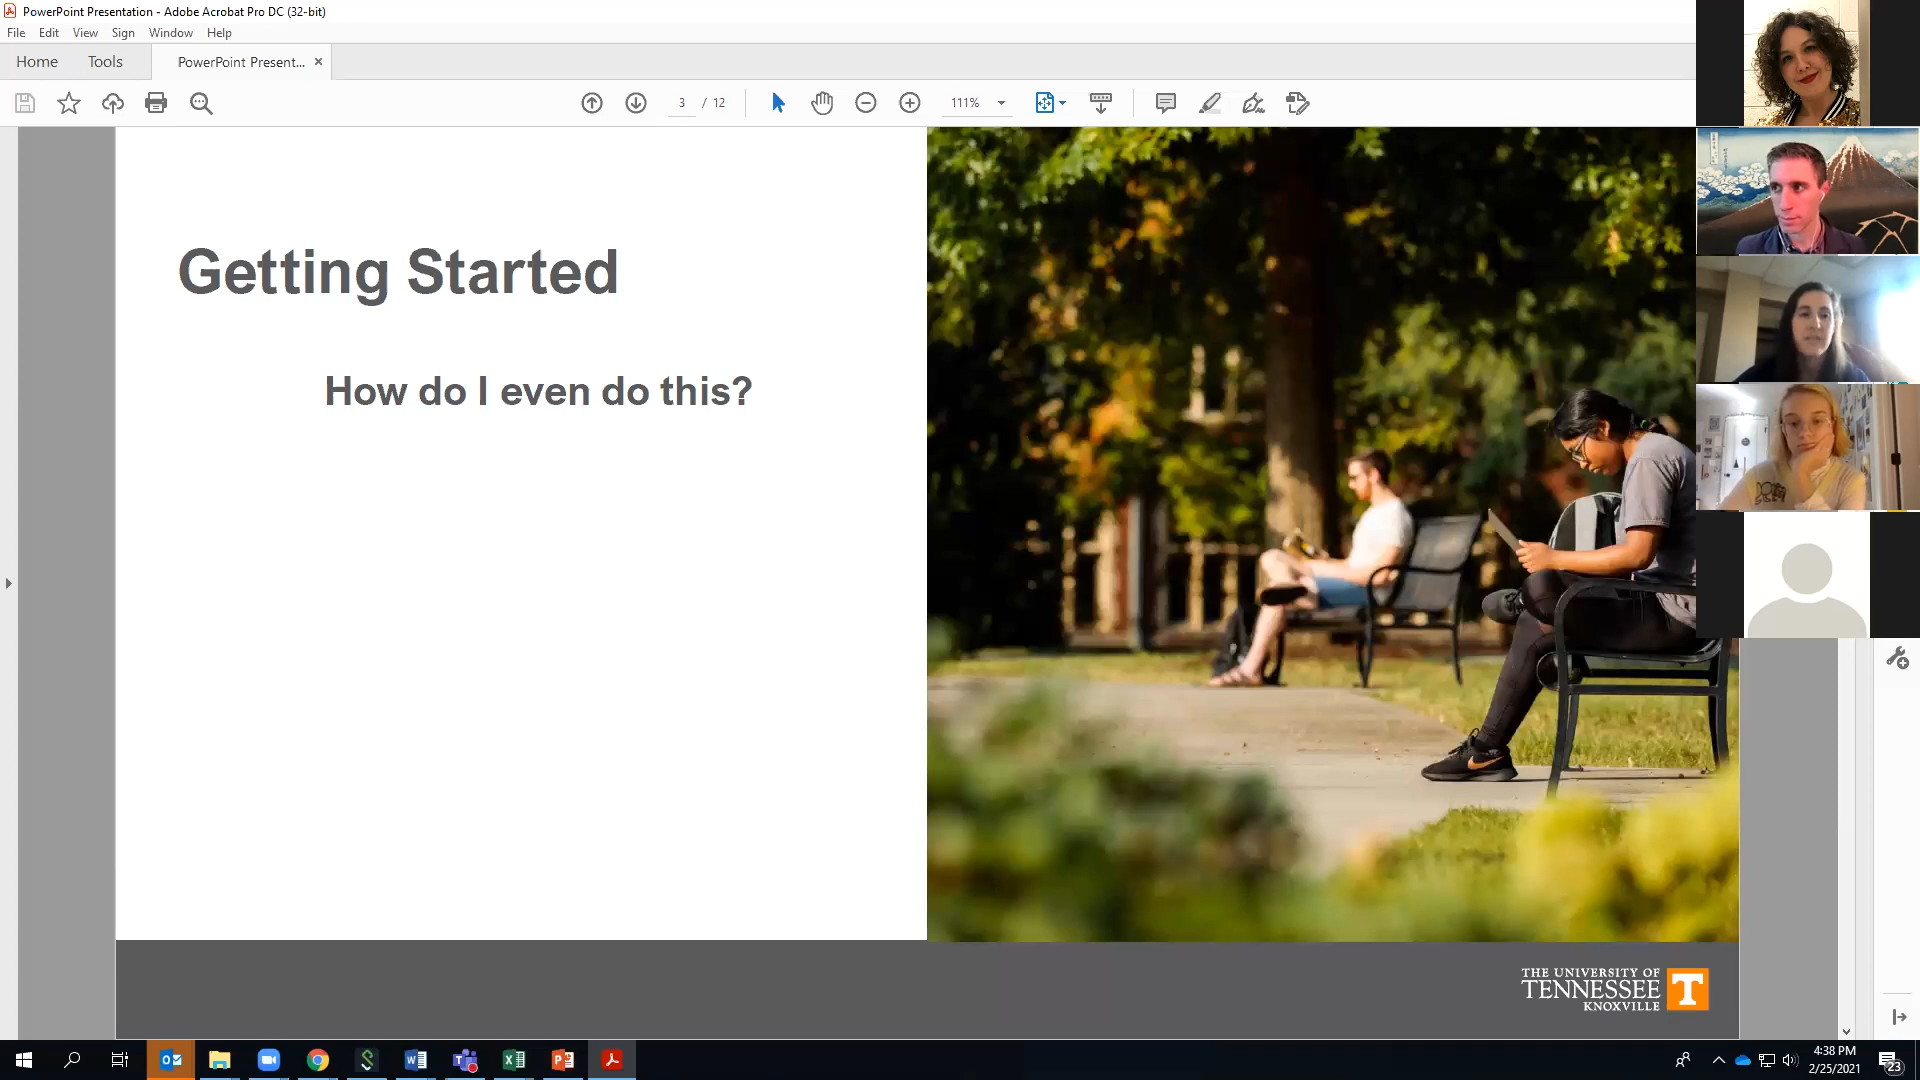 PowerPoint Presentation - Adobe Acrobat Pro DC (32-bit)
File Edit View Sign Window Help
Home Tools PowerPoint Present... ×
3 / 12 111%
Getting Started
How do I even do this?
THE UNIVERSITY OF
TENNESSEE
KNOXVILLE
T
4:38 PM
2/25/2021
23